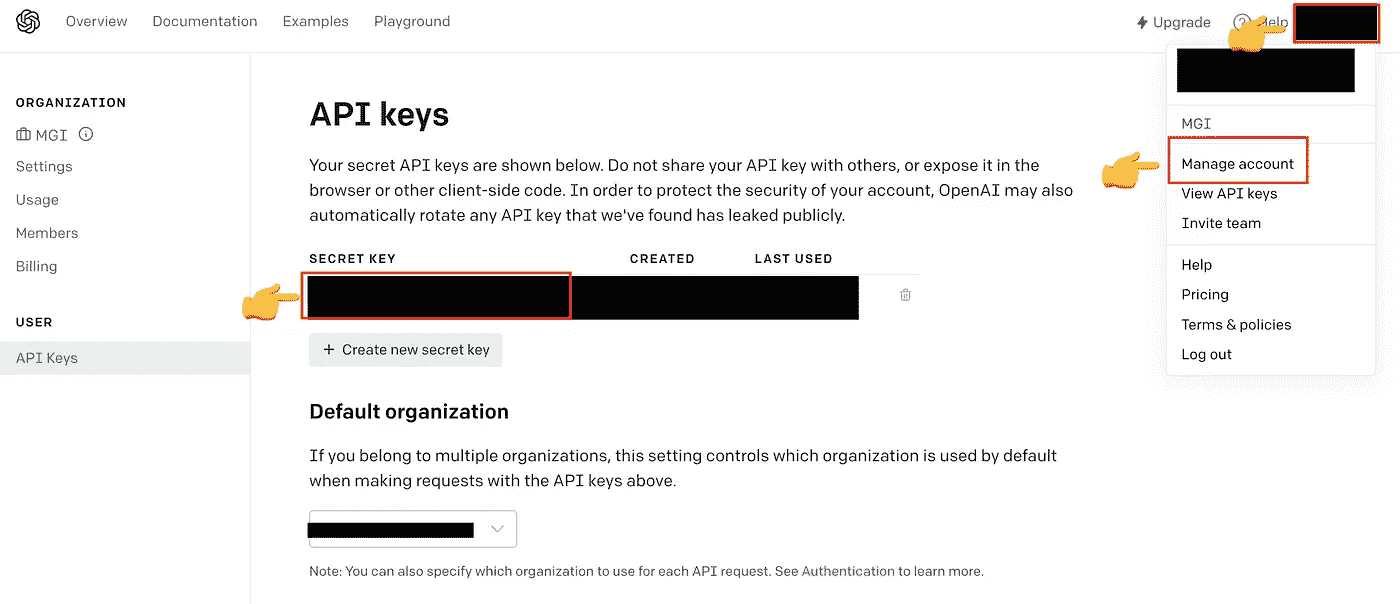 Overview Documentation Examples Playground
Upgrade Help
ORGANIZATION
MGI
Settings
Usage
Members
Billing
USER
API Keys
API keys
Your secret API keys are shown below. Do not share your API key with others, or expose it in the
browser or other client-side code. In order to protect the security of your account, OpenAI may also
automatically rotate any API key that we've found has leaked publicly.
SECRET KEY CREATED LAST USED
+ Create new secret key
Default organization
If you belong to multiple organizations, this setting controls which organization is used by default
when making requests with the API keys above.
Note: You can also specify which organization to use for each API request. See Authentication to learn more.
MGI
Manage account
View API keys
Invite team
Help
Pricing
Terms & policies
Log out